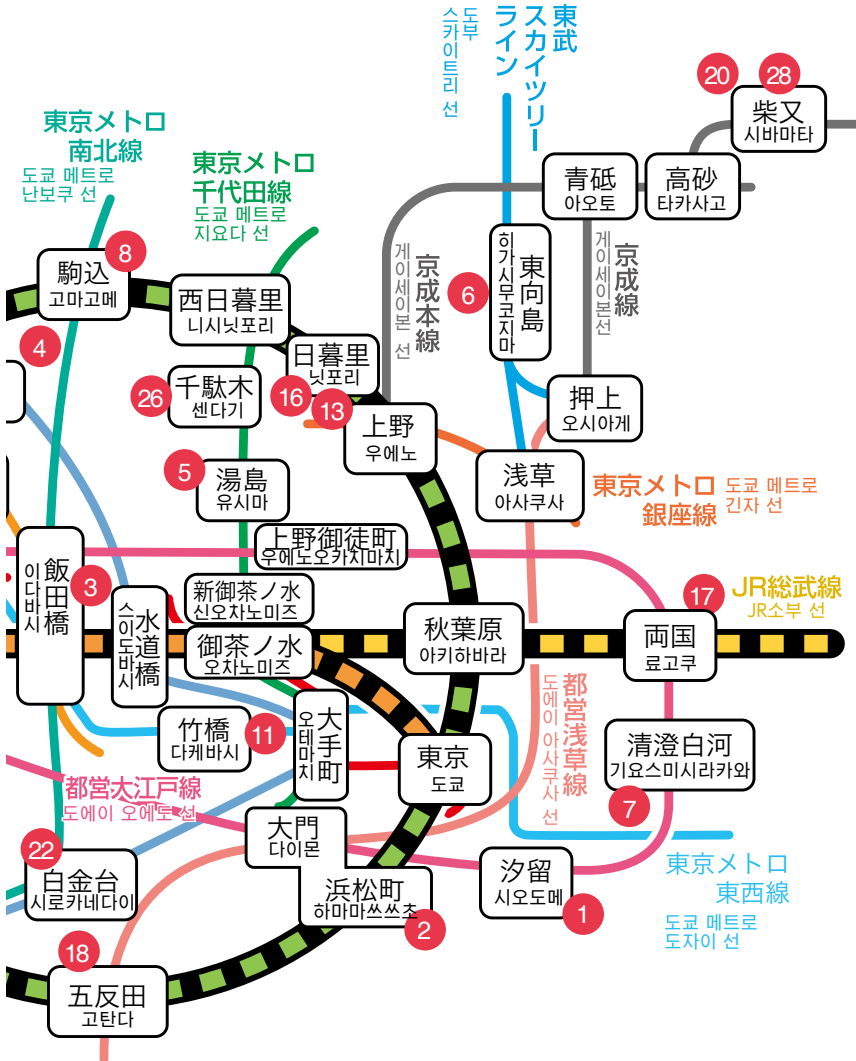 東武
スカイツリー
ライン
도부
스카이트리 선
20
28
柴又
시바마타
東京メトロ
南北線
도쿄 메트로
난보쿠 선
東京メトロ
千代田線
도쿄 메트로
지요다 선
青砥
아오토
高砂
타카사고
8
駒込
고마고메
西日暮里
니시닛포리
京成本線
게이세이본 선
6
東向島
히가시무코지마
京成線
게이세이본선
4
日暮里
닛포리
16
13
26
千駄木
센다기
押上
오시아게
上野
우에노
5
湯島
유시마
浅草
아사쿠사
東京メトロ
銀座線
도쿄 메트로
긴자 선
上野御徒町
우에노오카치마치
飯田橋
이다바시
3
水道橋
스이도바시
新御茶ノ水
신오차노미즈
御茶ノ水
오차노미즈
秋葉原
아키하바라
17
両国
료고쿠
JR総武線
JR소부 선
竹橋
다케바시
11
大手町
오테마치
東京
도쿄
都営浅草線
도에이 아사쿠사 선
清澄白河
기요스미시라카와
7
都営大江戸線
도에이 오에도 선
大門
다이몬
22
白金台
시로카네다이
浜松町
하마마쓰쓰초
2
汐留
시오도메
1
東京メトロ
東西線
도쿄 메트로
도자이 선
18
五反田
고탄다